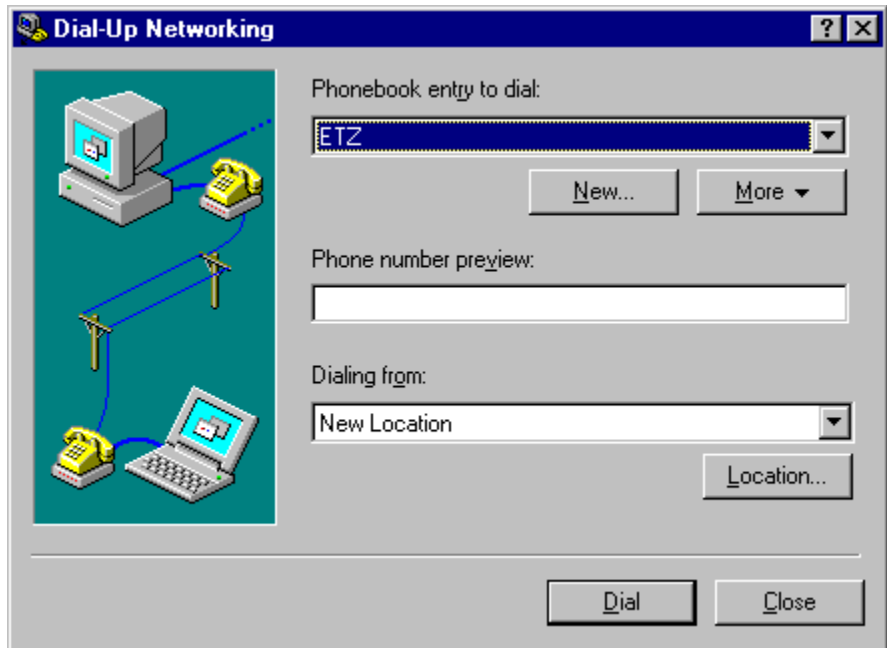 Dial-Up Networking
Phonebook entry to dial:
ETZ
New... More
Phone number preview:
Dialing from:
New Location
Location...
Dial Close